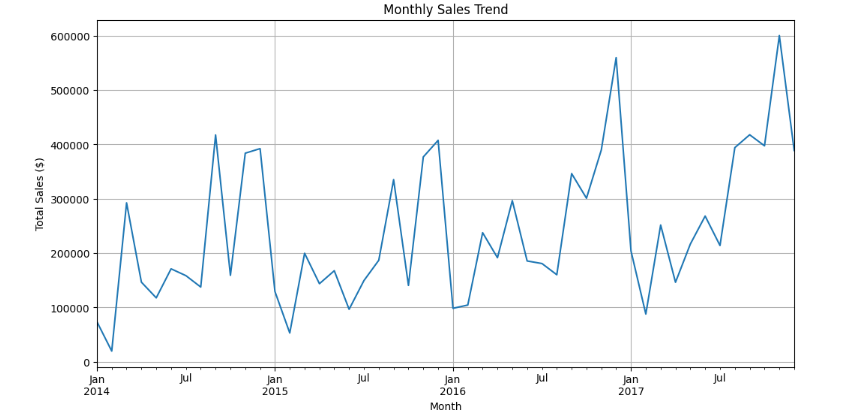 Monthly Sales Trend
600000
500000
400000
300000
200000
100000
0
Total Sales ($)
Jan Jul Jan Jul Jan Jul Jan Jul
2014 2015 2016 2017
Month